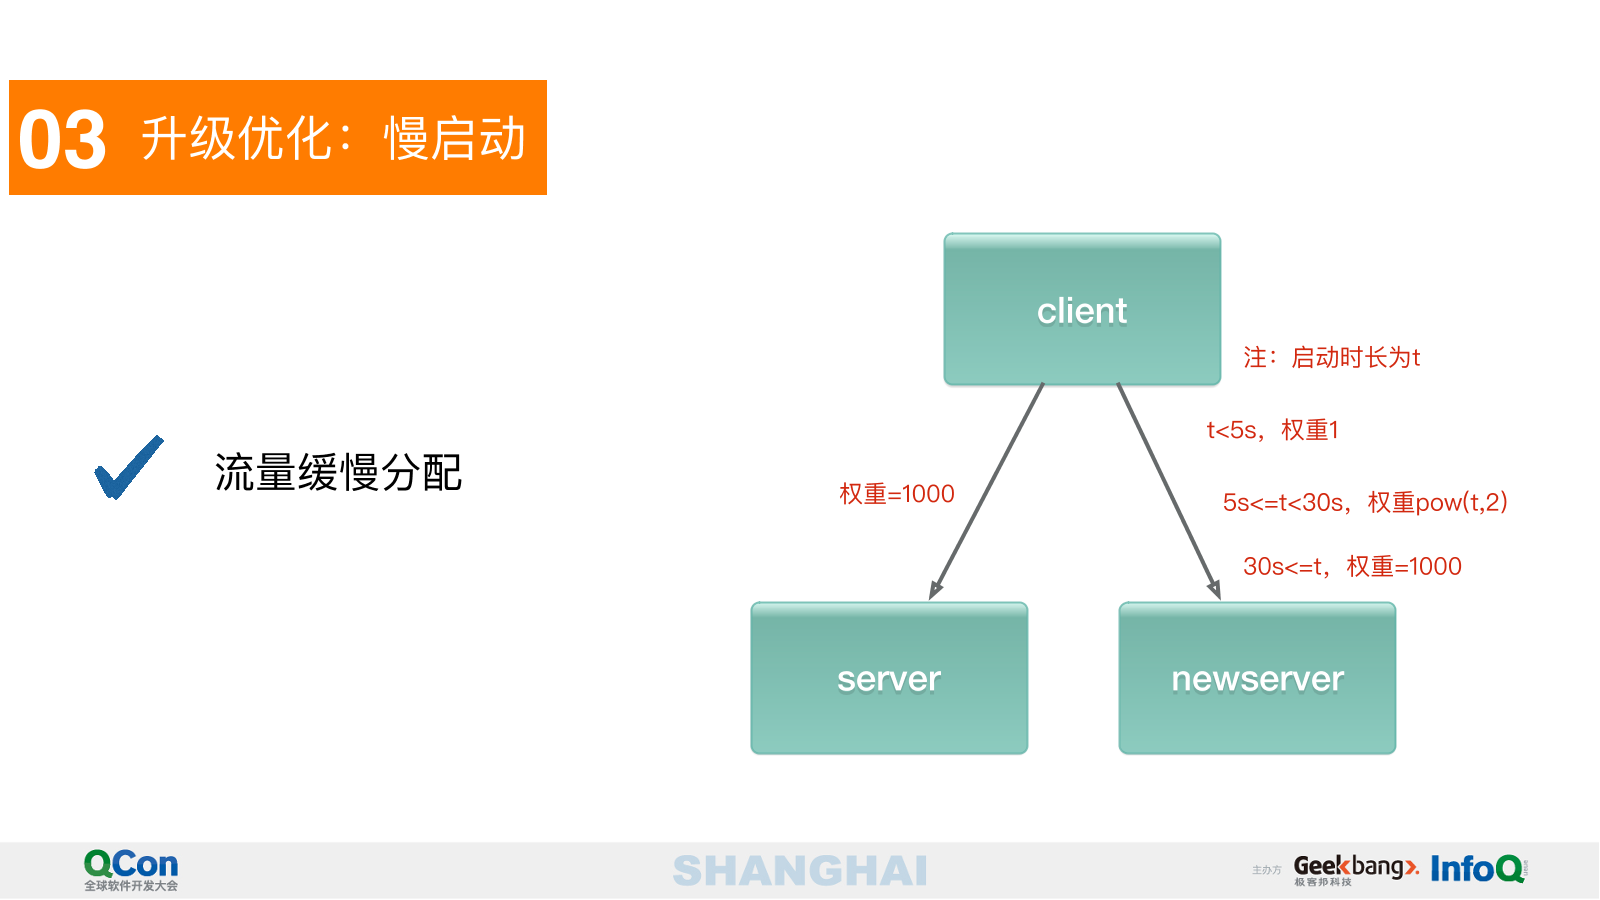 03 升级优化：慢启动
client
注：启动时长为t
t<5s，权重1
流量缓慢分配
权重=1000
5s<=t<30s，权重pow(t,2)
30s<=t，权重=1000
server
newserver
QCon
全球软件开发大会
SHANGHAI
主办方
Geekbang>.
极客邦科技
InfoQ